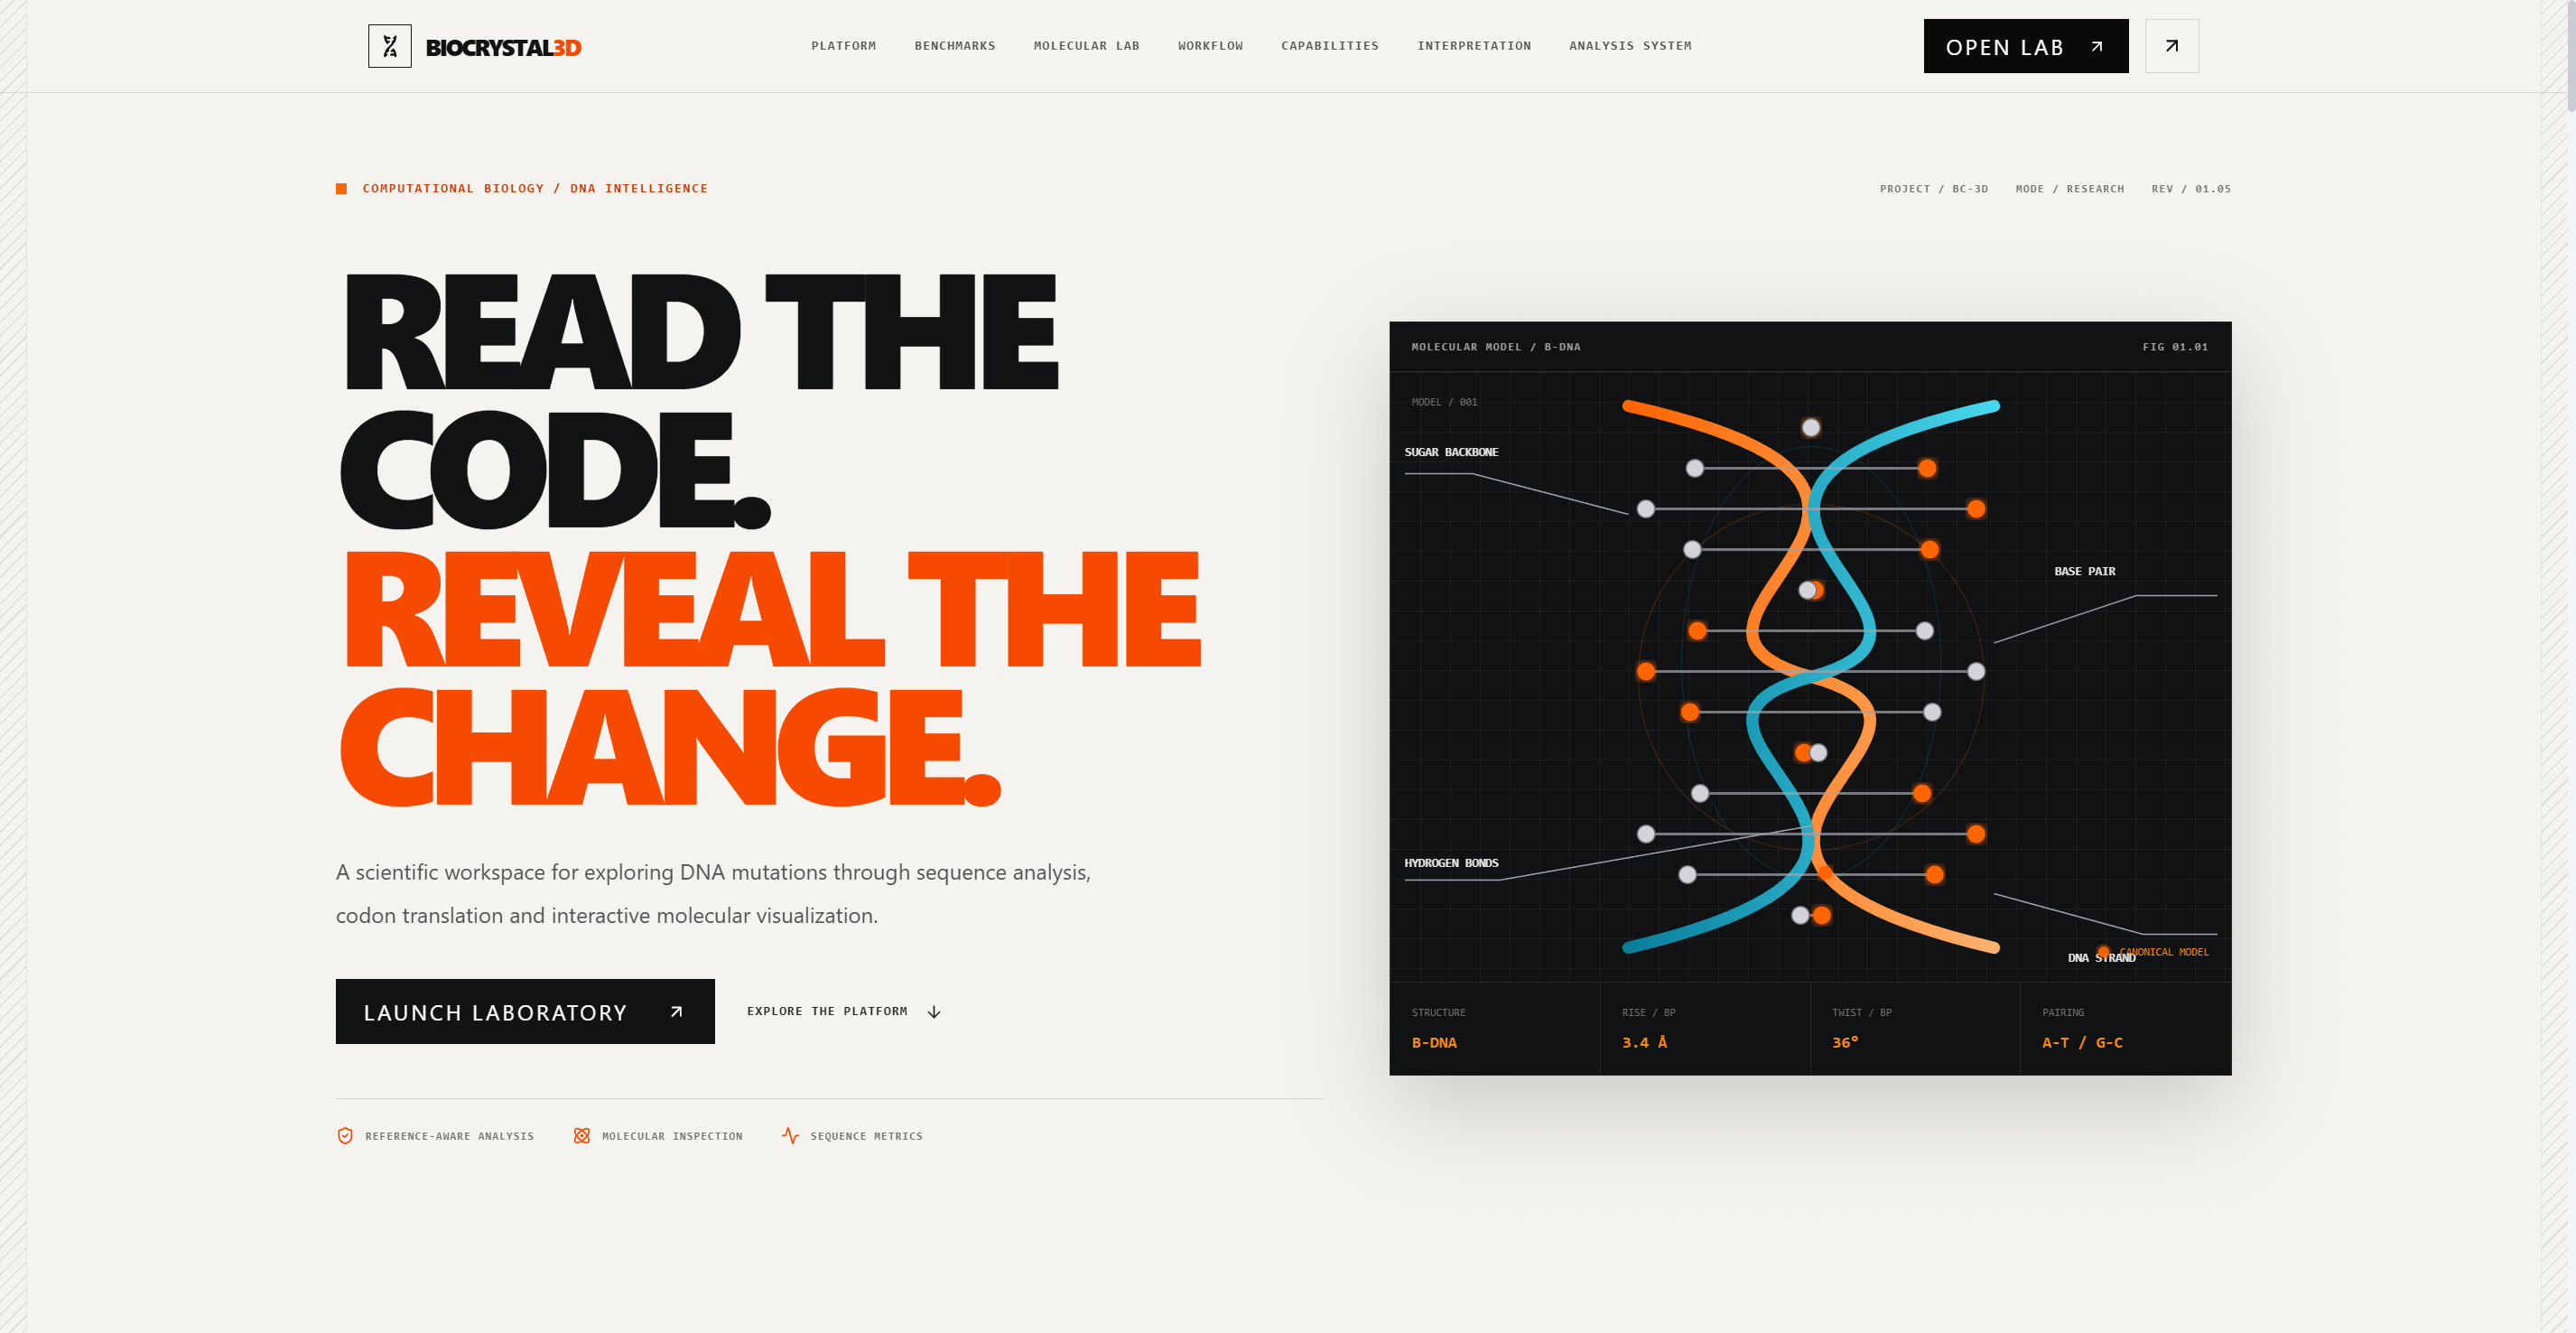 BIOCRYSTAL3D
PLATFORM BENCHMARKS MOLECULAR LAB WORKFLOW CAPABILITIES INTERPRETATION ANALYSIS SYSTEM
OPEN LAB
COMPUTATIONAL BIOLOGY / DNA INTELLIGENCE
PROJECT / BC-3D MODE / RESEARCH REV / 01.05
READ THE
CODE.
REVEAL THE
CHANGE.
A scientific workspace for exploring DNA mutations through sequence analysis,
codon translation and interactive molecular visualization.
LAUNCH LABORATORY
EXPLORE THE PLATFORM
REFERENCE-AWARE ANALYSIS MOLECULAR INSPECTION SEQUENCE METRICS
MOLECULAR MODEL / B-DNA FIG 01.01
MODEL / 001
SUGAR BACKBONE
BASE PAIR
HYDROGEN BONDS
CANONICAL MODEL
DNA STRAND
STRUCTURE RISE / BP TWIST / BP PAIRING
B-DNA 3.4 Å 36° A-T / G-C